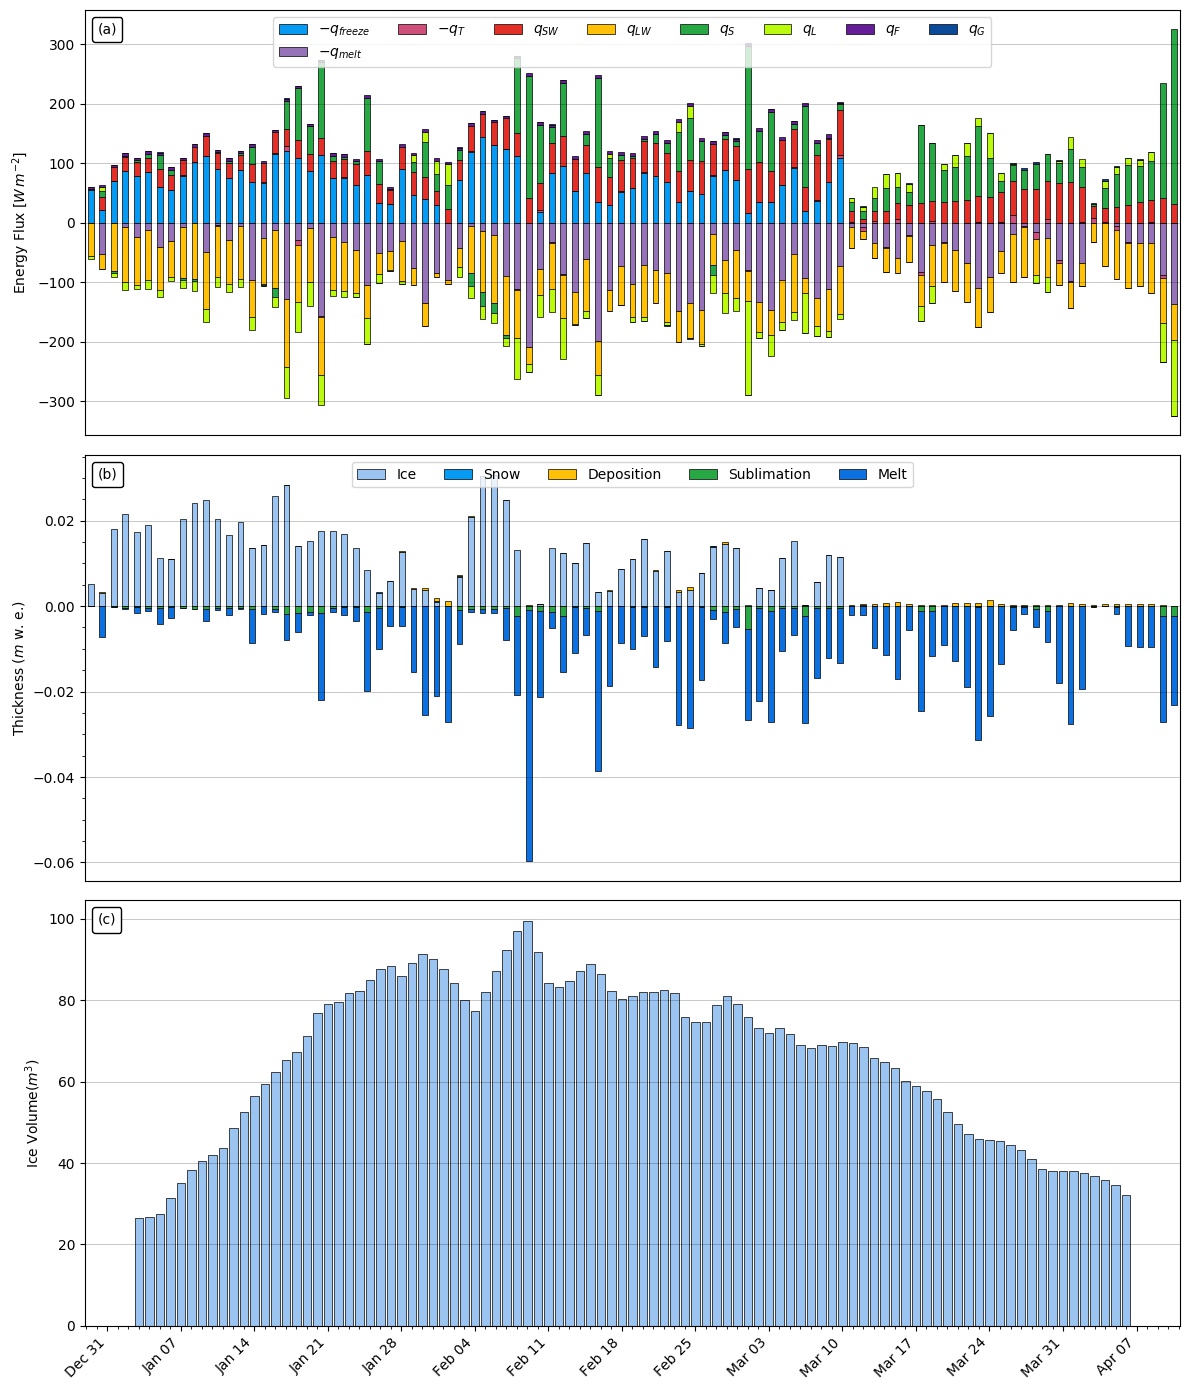 (a)
−q_freeze −q_T q_SW q_LW q_S q_L q_F q_G
−q_melt
Energy Flux [W m⁻²]
300
200
100
0
−100
−200
−300
(b)
Ice Snow Deposition Sublimation Melt
Thickness (m w. e.)
0.02
0.00
−0.02
−0.04
−0.06
(c)
Ice Volume(m³)
100
80
60
40
20
0
Dec 31 Jan 07 Jan 14 Jan 21 Jan 28 Feb 04 Feb 11 Feb 18 Feb 25 Mar 03 Mar 10 Mar 17 Mar 24 Mar 31 Apr 07